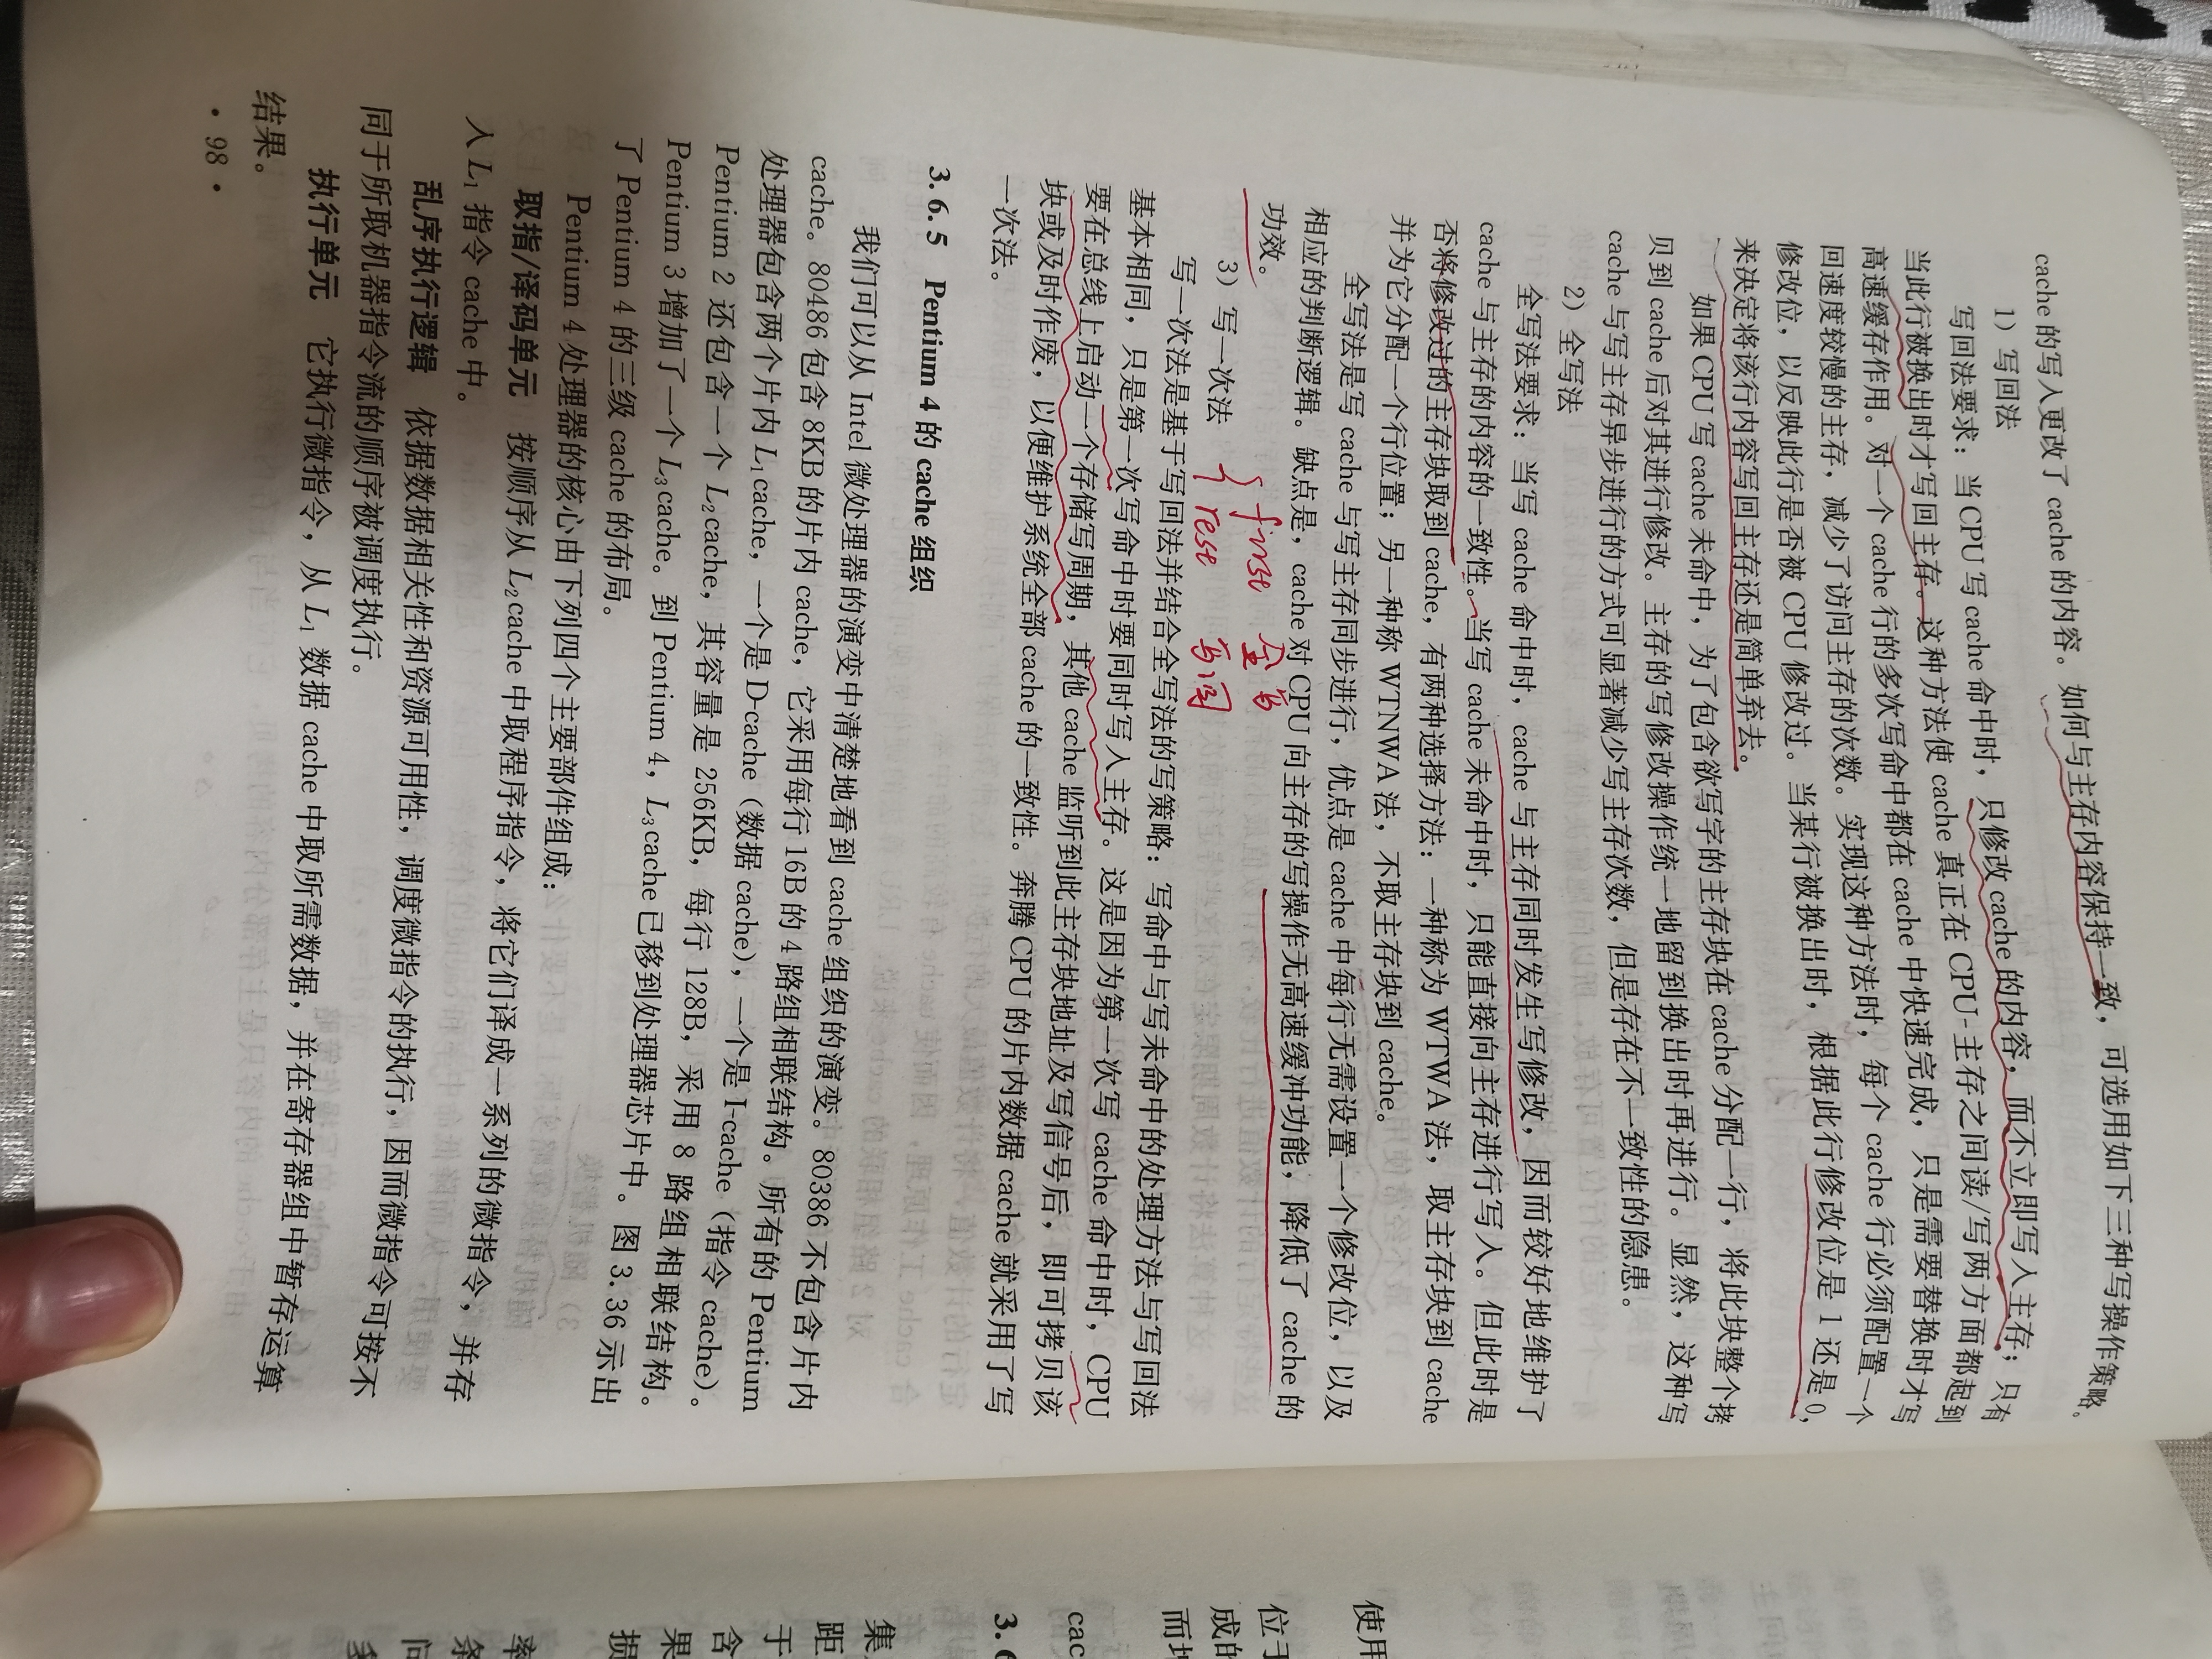 cache 的写入更改了 cache 的内容。如何与主存内容保持一致，可选用如下三种写操作策略。
1）写回法
写回法要求：当 CPU 写 cache 命中时，只修改 cache 的内容，而不立即写入主存；只有
当此行被换出时才写回主存。这种方法使 cache 真正在 CPU-主存之间读/写两方面都起到
高速缓存作用。对一个 cache 行的多次写命中都在 cache 中快速完成，只是需要替换时才写
回速度较慢的主存，减少了访问主存的次数。实现这种方法时，每个 cache 行必须配置一个
修改位，以反映此行是否被 CPU 修改过。当某行被换出时，根据此行修改位是 1 还是 0，
来决定将该行内容写回主存还是简单弃去。
如果 CPU 写 cache 未命中，为了包含欲写字的主存块在 cache 分配一行，将此块整个拷
贝到 cache 后对其进行修改。主存的写修改操作统一地留到换出时再进行。显然，这种写
cache 与写主存异步进行的方式可显著减少写主存次数，但是存在不一致性的隐患。
2）全写法
全写法要求：当写 cache 命中时，cache 与主存同时发生写修改，因而较好地维护了
cache 与主存的内容的一致性。当写 cache 未命中时，只能直接向主存进行写入。但此时是
否将修改过的主存块取到 cache，有两种选择方法：一种称为 WTWA 法，取主存块到 cache
并为它分配一个行位置；另一种称 WTNWA 法，不取主存块到 cache。
全写法是写 cache 与写主存同步进行，优点是 cache 中每行无需设置一个修改位，以及
相应的判断逻辑。缺点是，cache 对 CPU 向主存的写操作无高速缓冲功能，降低了 cache 的
功效。
first 全写
3）写一次法
rest 写回
写一次法是基于写回法并结合全写法的写策略：写命中与写未命中的处理方法与写回法
基本相同，只是第一次写命中时要同时写入主存。这是因为第一次写 cache 命中时，CPU
要在总线上启动一个存储写周期，其他 cache 监听到此主存块地址及写信号后，即可拷贝该
块或及时作废，以便维护系统全部 cache 的一致性。奔腾 CPU 的片内数据 cache 就采用了写
一次法。
3.6.5 Pentium 4 的 cache 组织
我们可以从 Intel 微处理器的演变中清楚地看到 cache 组织的演变。80386 不包含片内
cache。80486 包含 8KB 的片内 cache，它采用每行 16B 的 4 路组相联结构。所有的 Pentium
处理器包含两个片内 L₁cache，一个是 D-cache（数据 cache），一个是 I-cache（指令 cache）。
Pentium 2 还包含一个 L₂cache，其容量是 256KB，每行 128B，采用 8 路组相联结构。
Pentium 3 增加了一个 L₃cache。到 Pentium 4，L₃cache 已移到处理器芯片中。图 3.36 示出
了 Pentium 4 的三级 cache 的布局。
Pentium 4 处理器的核心由下列四个主要部件组成：
取指/译码单元 按顺序从 L₂cache 中取程序指令，将它们译成一系列的微指令，并存
入 L₁ 指令 cache 中。
乱序执行逻辑 依据数据相关性和资源可用性，调度微指令的执行，因而微指令可按不
同于所取机器指令流的顺序被调度执行。
执行单元 它执行微指令，从 L₁ 数据 cache 中取所需数据，并在寄存器组中暂存运算
结果。
· 98 ·
使用
位于
成的
而
cac
3.6
集
距
于
含
果
损
率
条
问